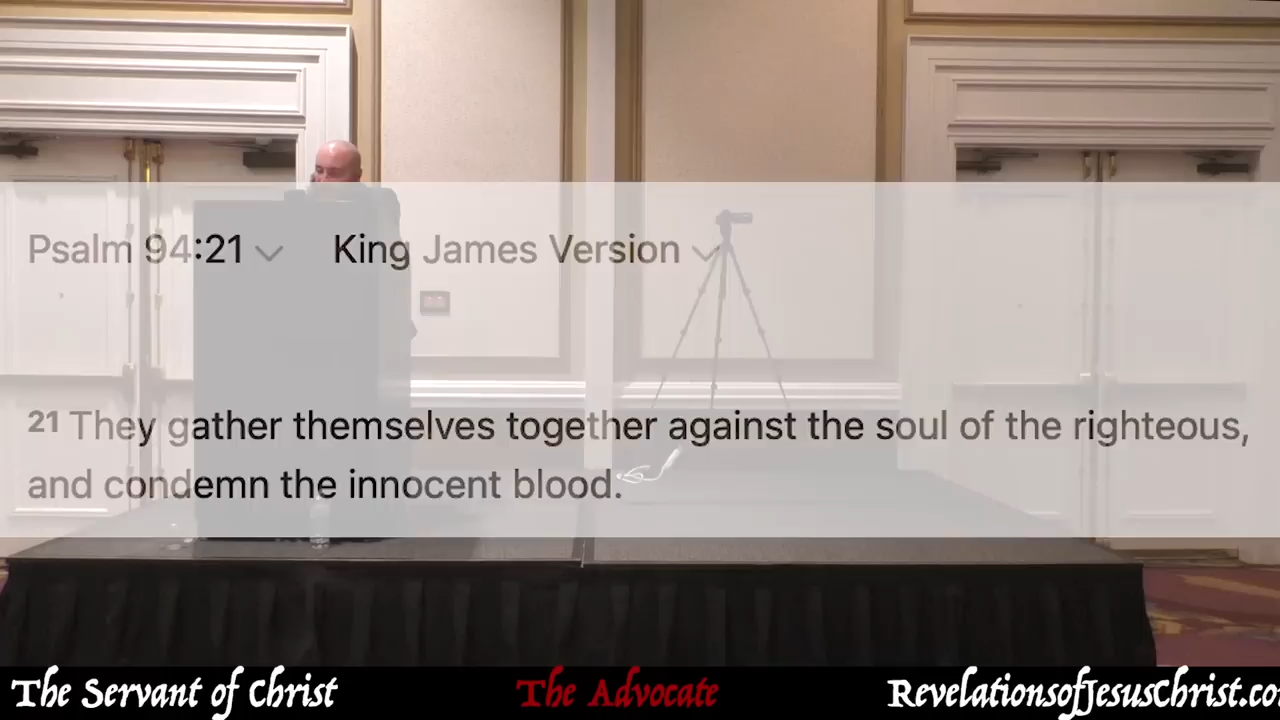 Psalm 94:21 King James Version
21 They gather themselves together against the soul of the righteous,
and condemn the innocent blood.
The Servant of Christ The Advocate RevelationsofJesusChrist.co